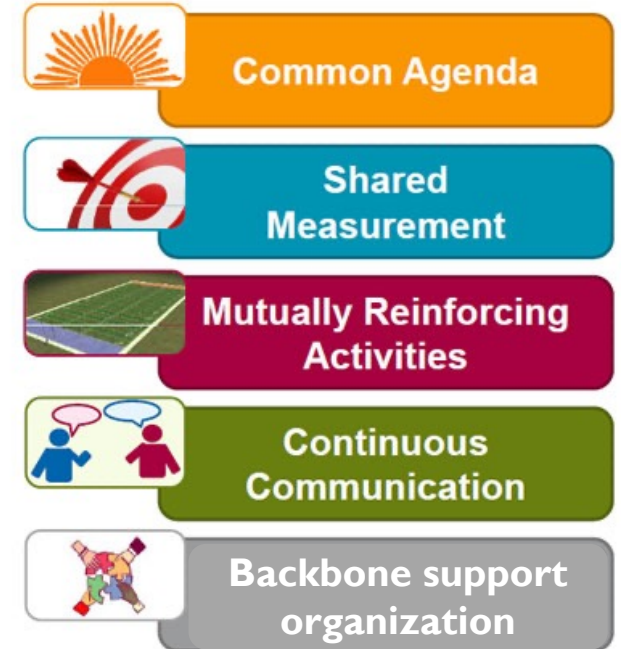 Common Agenda
Shared
Measurement
Mutually Reinforcing
Activities
Continuous
Communication
Backbone support
organization